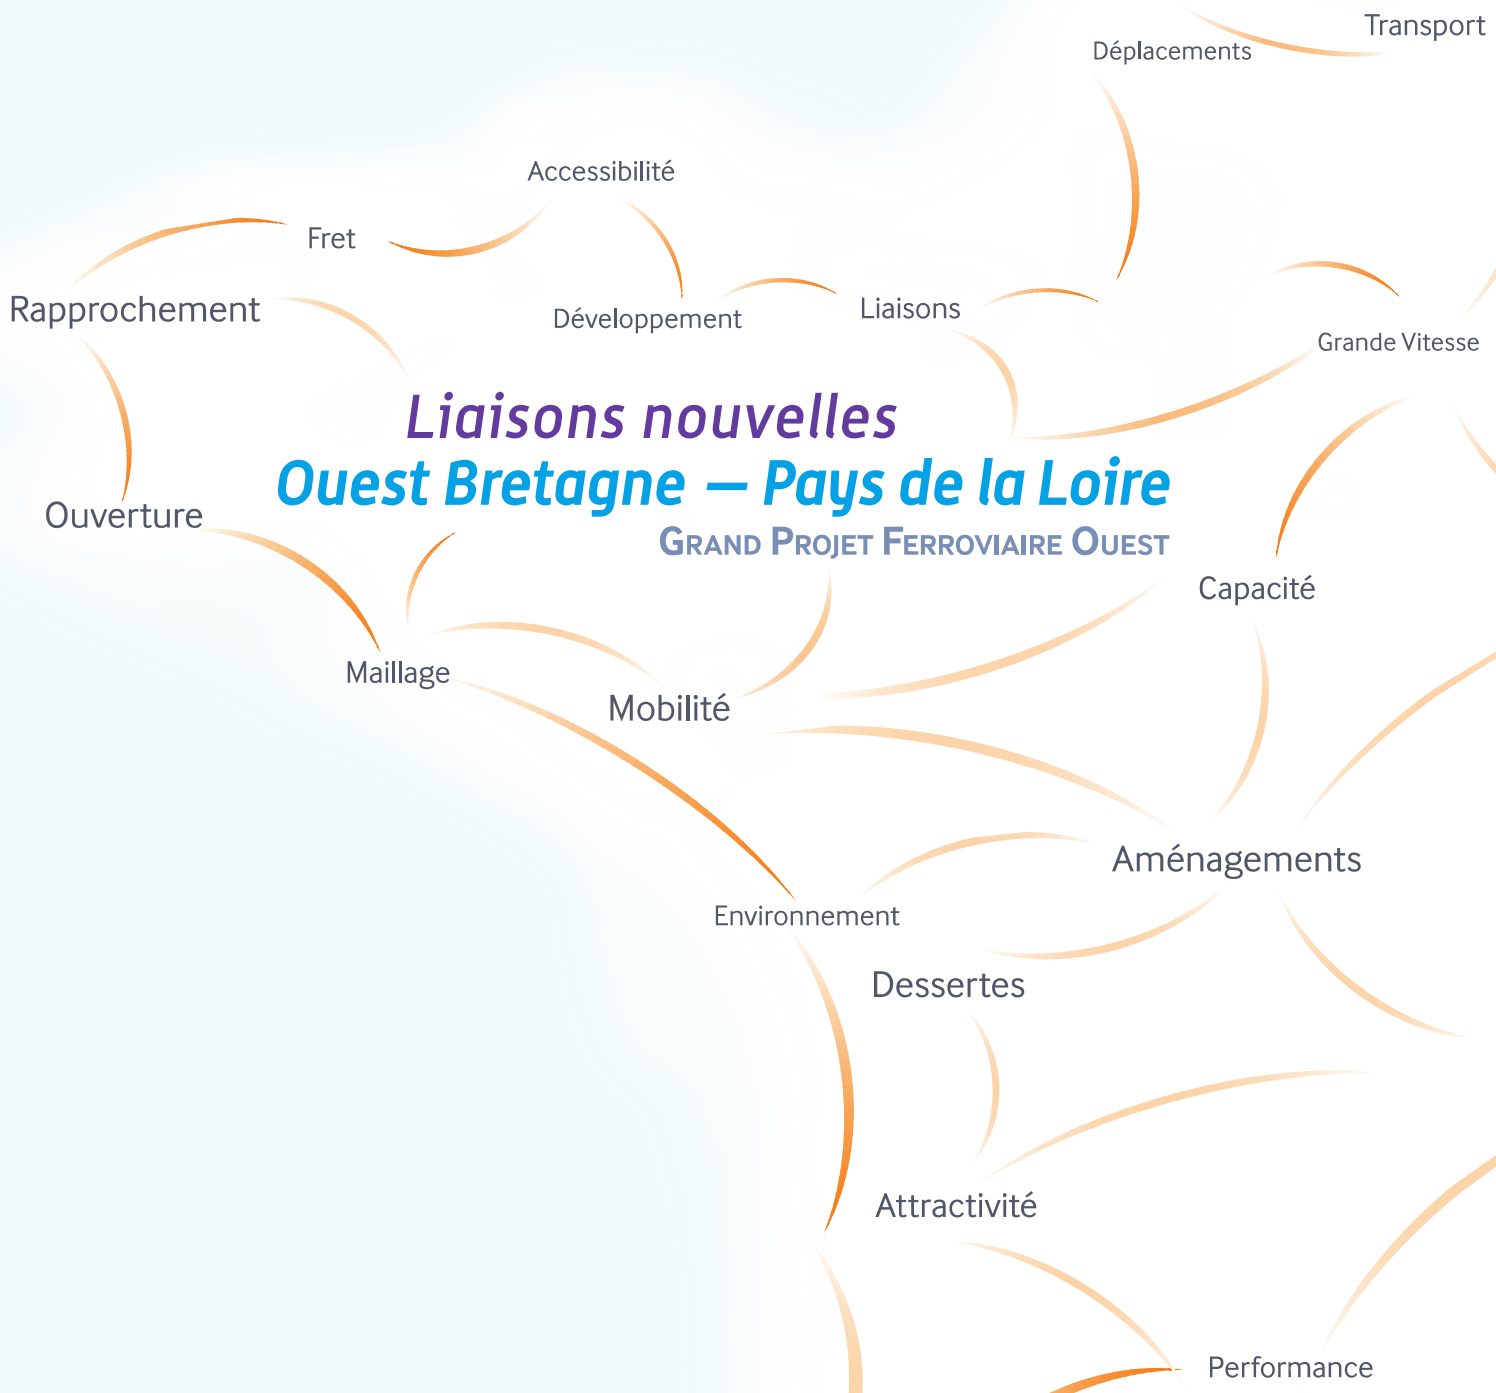 Transport
Déplacements
Accessibilité
Fret
Rapprochement
Développement
Liaisons
Grande Vitesse
Liaisons nouvelles
Ouest Bretagne — Pays de la Loire
Grand Projet Ferroviaire Ouest
Ouverture
Capacité
Maillage
Mobilité
Aménagements
Environnement
Dessertes
Attractivité
Performance